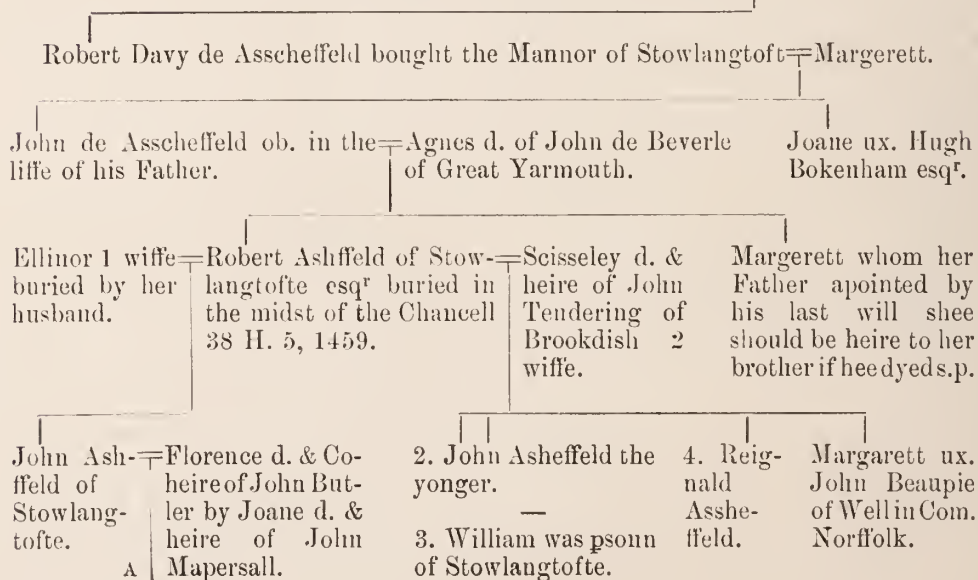 Robert Davy de Asscheffeld bought the Mannor of Stowlangtoft=Margerett.
John de Asscheffeld ob. in the
liffe of his Father.
=Agnes d. of John de Beverle
of Great Yarmouth.
Joane ux. Hugh
Bokenham esqʳ.
Ellinor 1 wiffe
buried by her
husband.
=Robert Ashffeld of Stow-
langtofte esqʳ buried in
the midst of the Chancell
38 H. 5, 1459.
=Scisseley d. &
heire of John
Tendering of
Brookdish 2
wiffe.
Margerett whom her
Father apointed by
his last will shee
should be heire to her
brother if hee dyed s.p.
John Ash-
ffeld of
Stowlang-
tofte.
A
=Florence d. & Co-
heire of John But-
ler by Joane d. &
heire of John
Mapersall.
2. John Asheffeld the
yonger.
—
3. William was psonn
of Stowlangtofte.
4. Reig-
nald
Asshe-
ffeld.
Margarett ux.
John Beaupie
of Well in Com.
Norffolk.